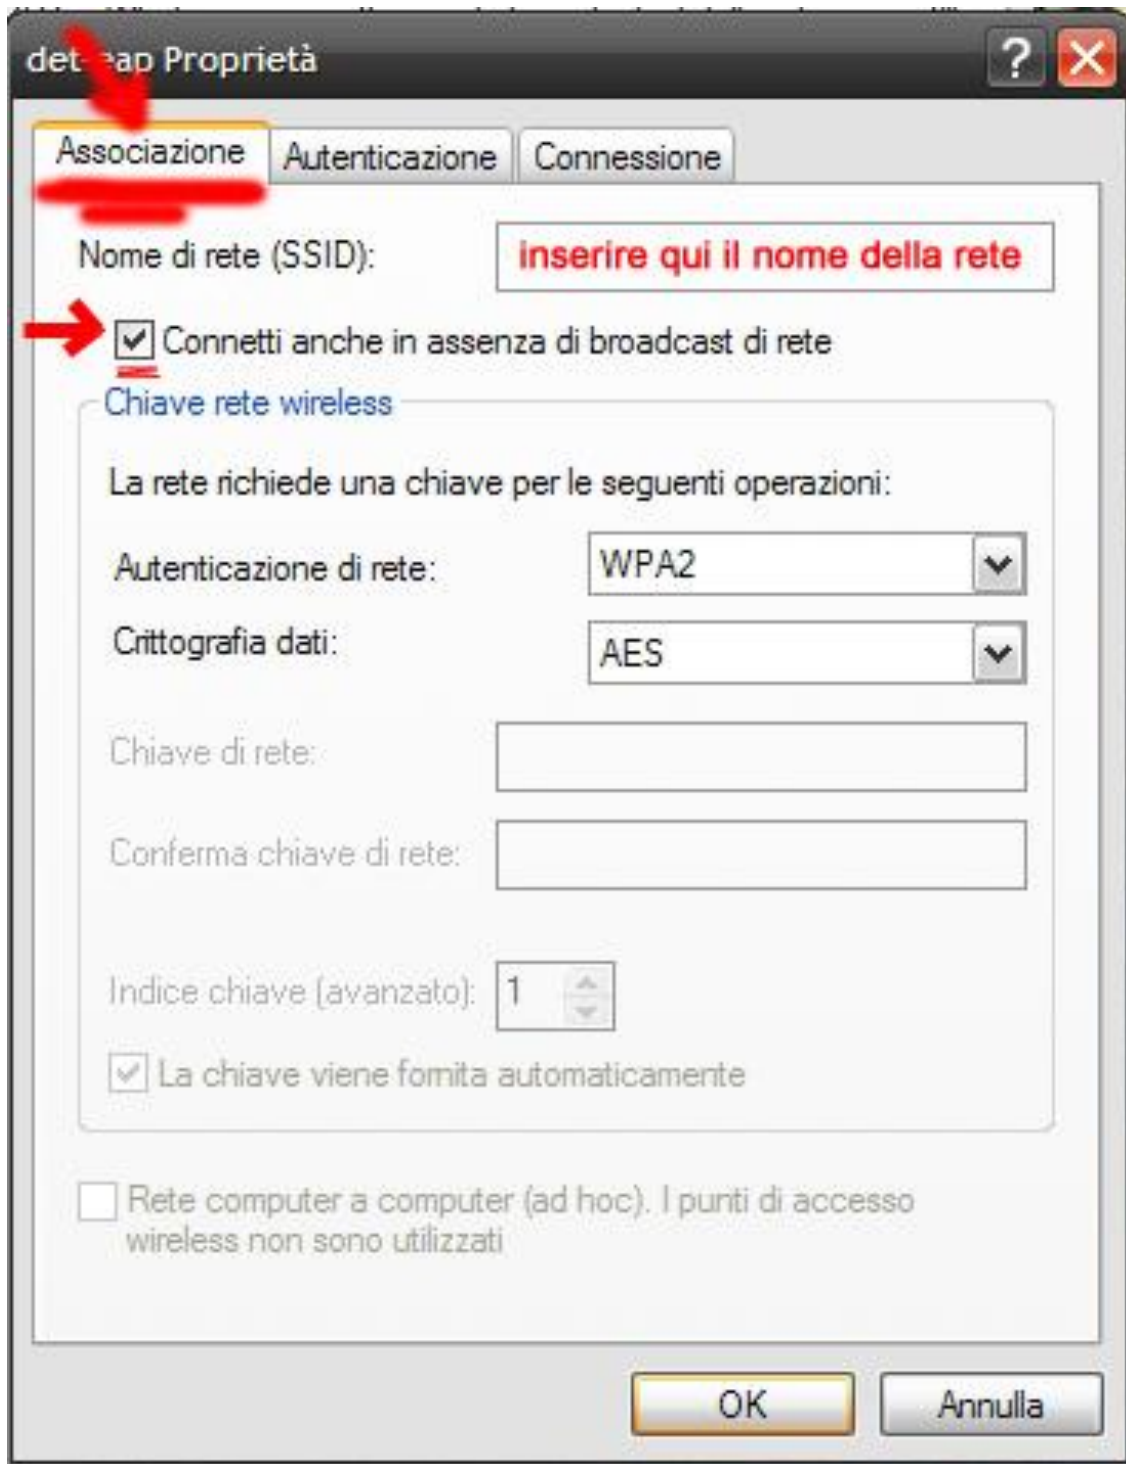 Proprietà
?
Associazione
Autenticazione
Connessione
Nome di rete (SSID):
inserire qui il nome della rete
Connetti anche in assenza di broadcast di rete
Chiave rete wireless
La rete richiede una chiave per le seguenti operazioni:
Autenticazione di rete:
WPA2
Crittografia dati:
AES
Chiave di rete:
Conferma chiave di rete:
Indice chiave (avanzato):
1
La chiave viene fornita automaticamente
Rete computer a computer (ad hoc). I punti di accesso
wireless non sono utilizzati
OK
Annulla